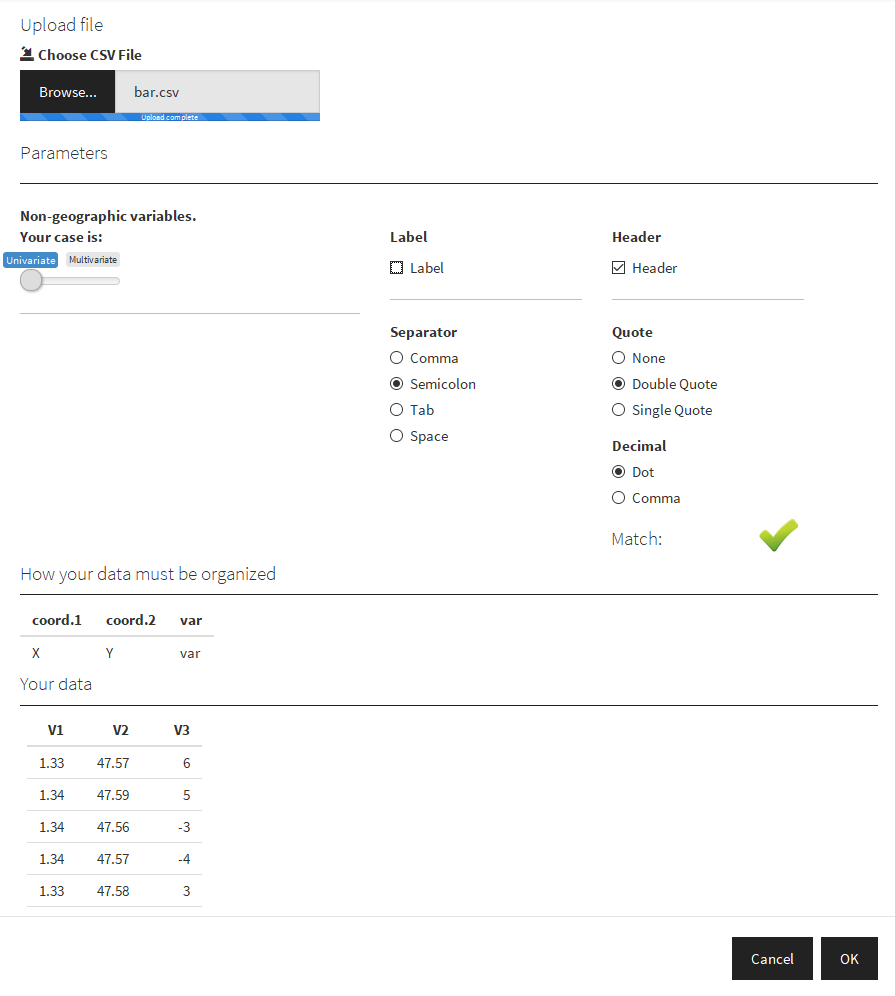 Upload file
Choose CSV File
Browse... bar.csv
Upload complete
Parameters
Non-geographic variables.
Your case is:
Univariate Multivariate
Label
Label
Header
Header
Separator
Comma
Semicolon
Tab
Space
Quote
None
Double Quote
Single Quote
Decimal
Dot
Comma
Match:
How your data must be organized
coord.1 coord.2 var
X Y var
Your data
V1 V2 V3
1.33 47.57 6
1.34 47.59 5
1.34 47.56 -3
1.34 47.57 -4
1.33 47.58 3
Cancel OK